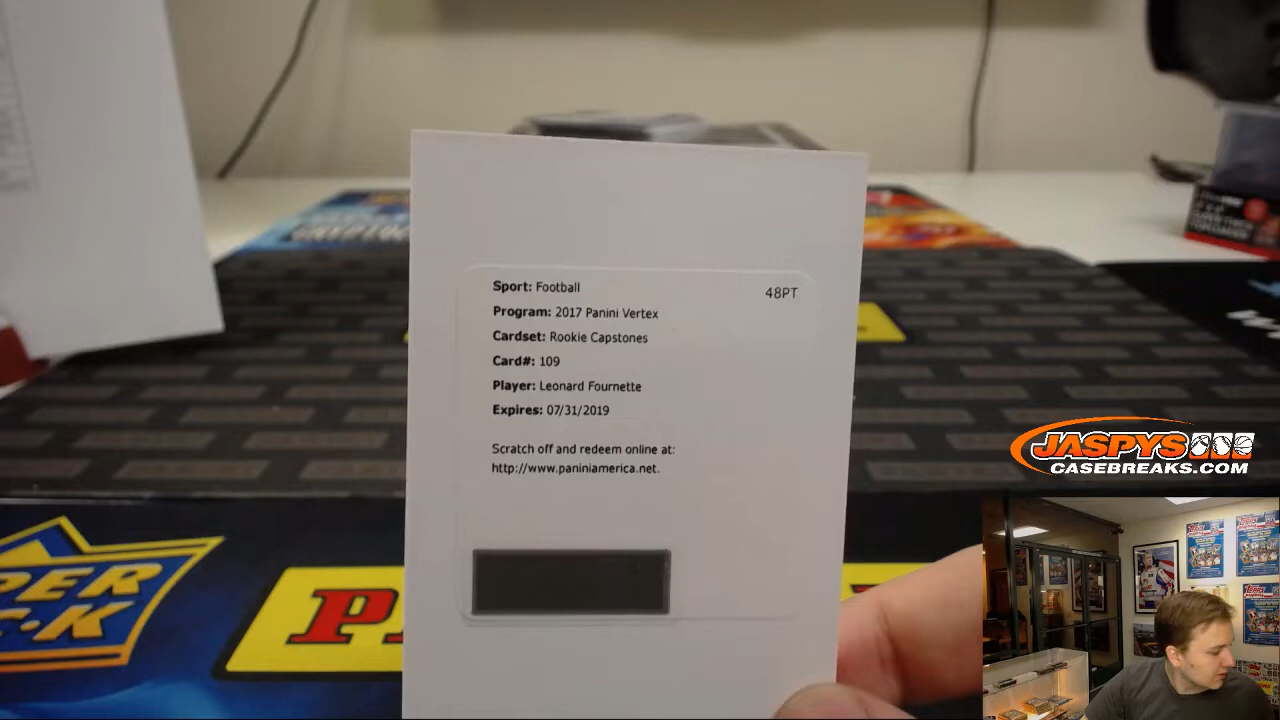 Sport: Football
48PT
Program: 2017 Panini Vertex
Cardset: Rookie Capstones
Card#: 109
Player: Leonard Fournette
Expires: 07/31/2019
Scratch off and redeem online at:
http://www.paniniamerica.net.
JASPYS
CASEBREAKS.COM
PER
K
P